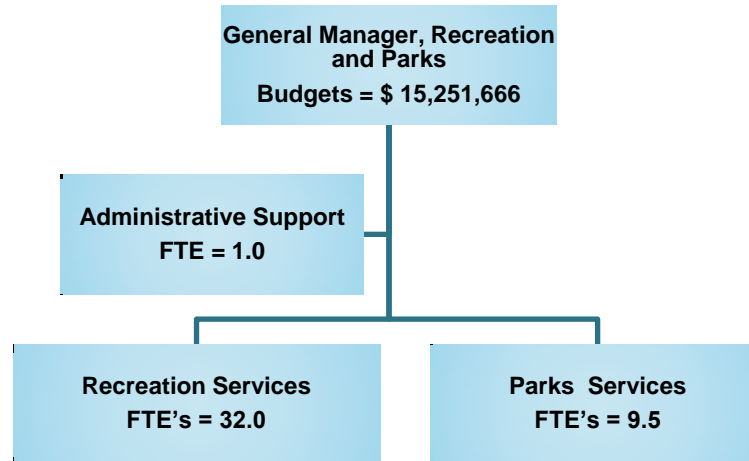 General Manager, Recreation
and Parks
Budgets = $ 15,251,666
Administrative Support
FTE = 1.0
Recreation Services
FTE's = 32.0
Parks  Services
FTE's = 9.5